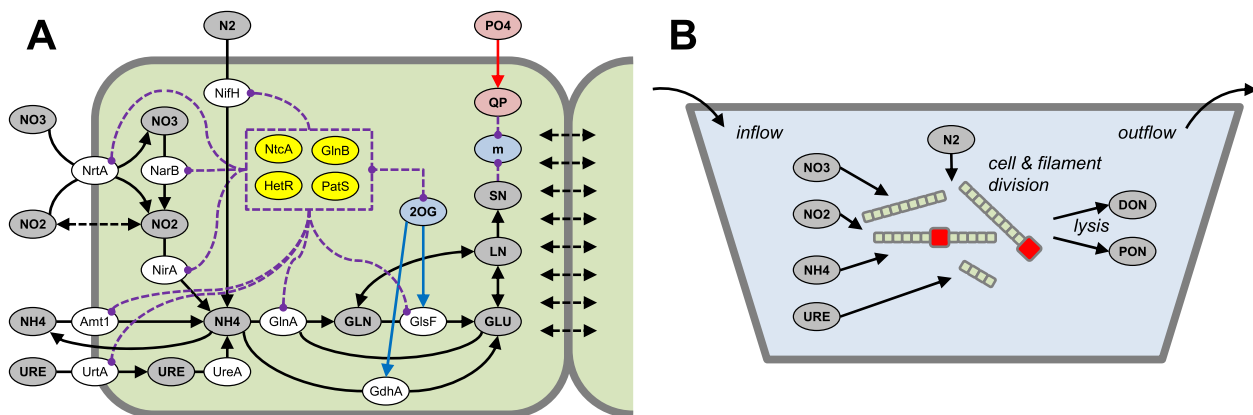 A
N2
PO4
NifH
QP
NO3
NO3
NtcA
GlnB
m
NrtA
NarB
HetR
PatS
SN
NO2
NO2
2OG
LN
NirA
NH4
Amt1
NH4
GlnA
GLN
GlsF
GLU
URE
UrtA
URE
UreA
GdhA
B
inflow
outflow
N2
NO3
cell & filament
division
NO2
DON
lysis
PON
NH4
URE